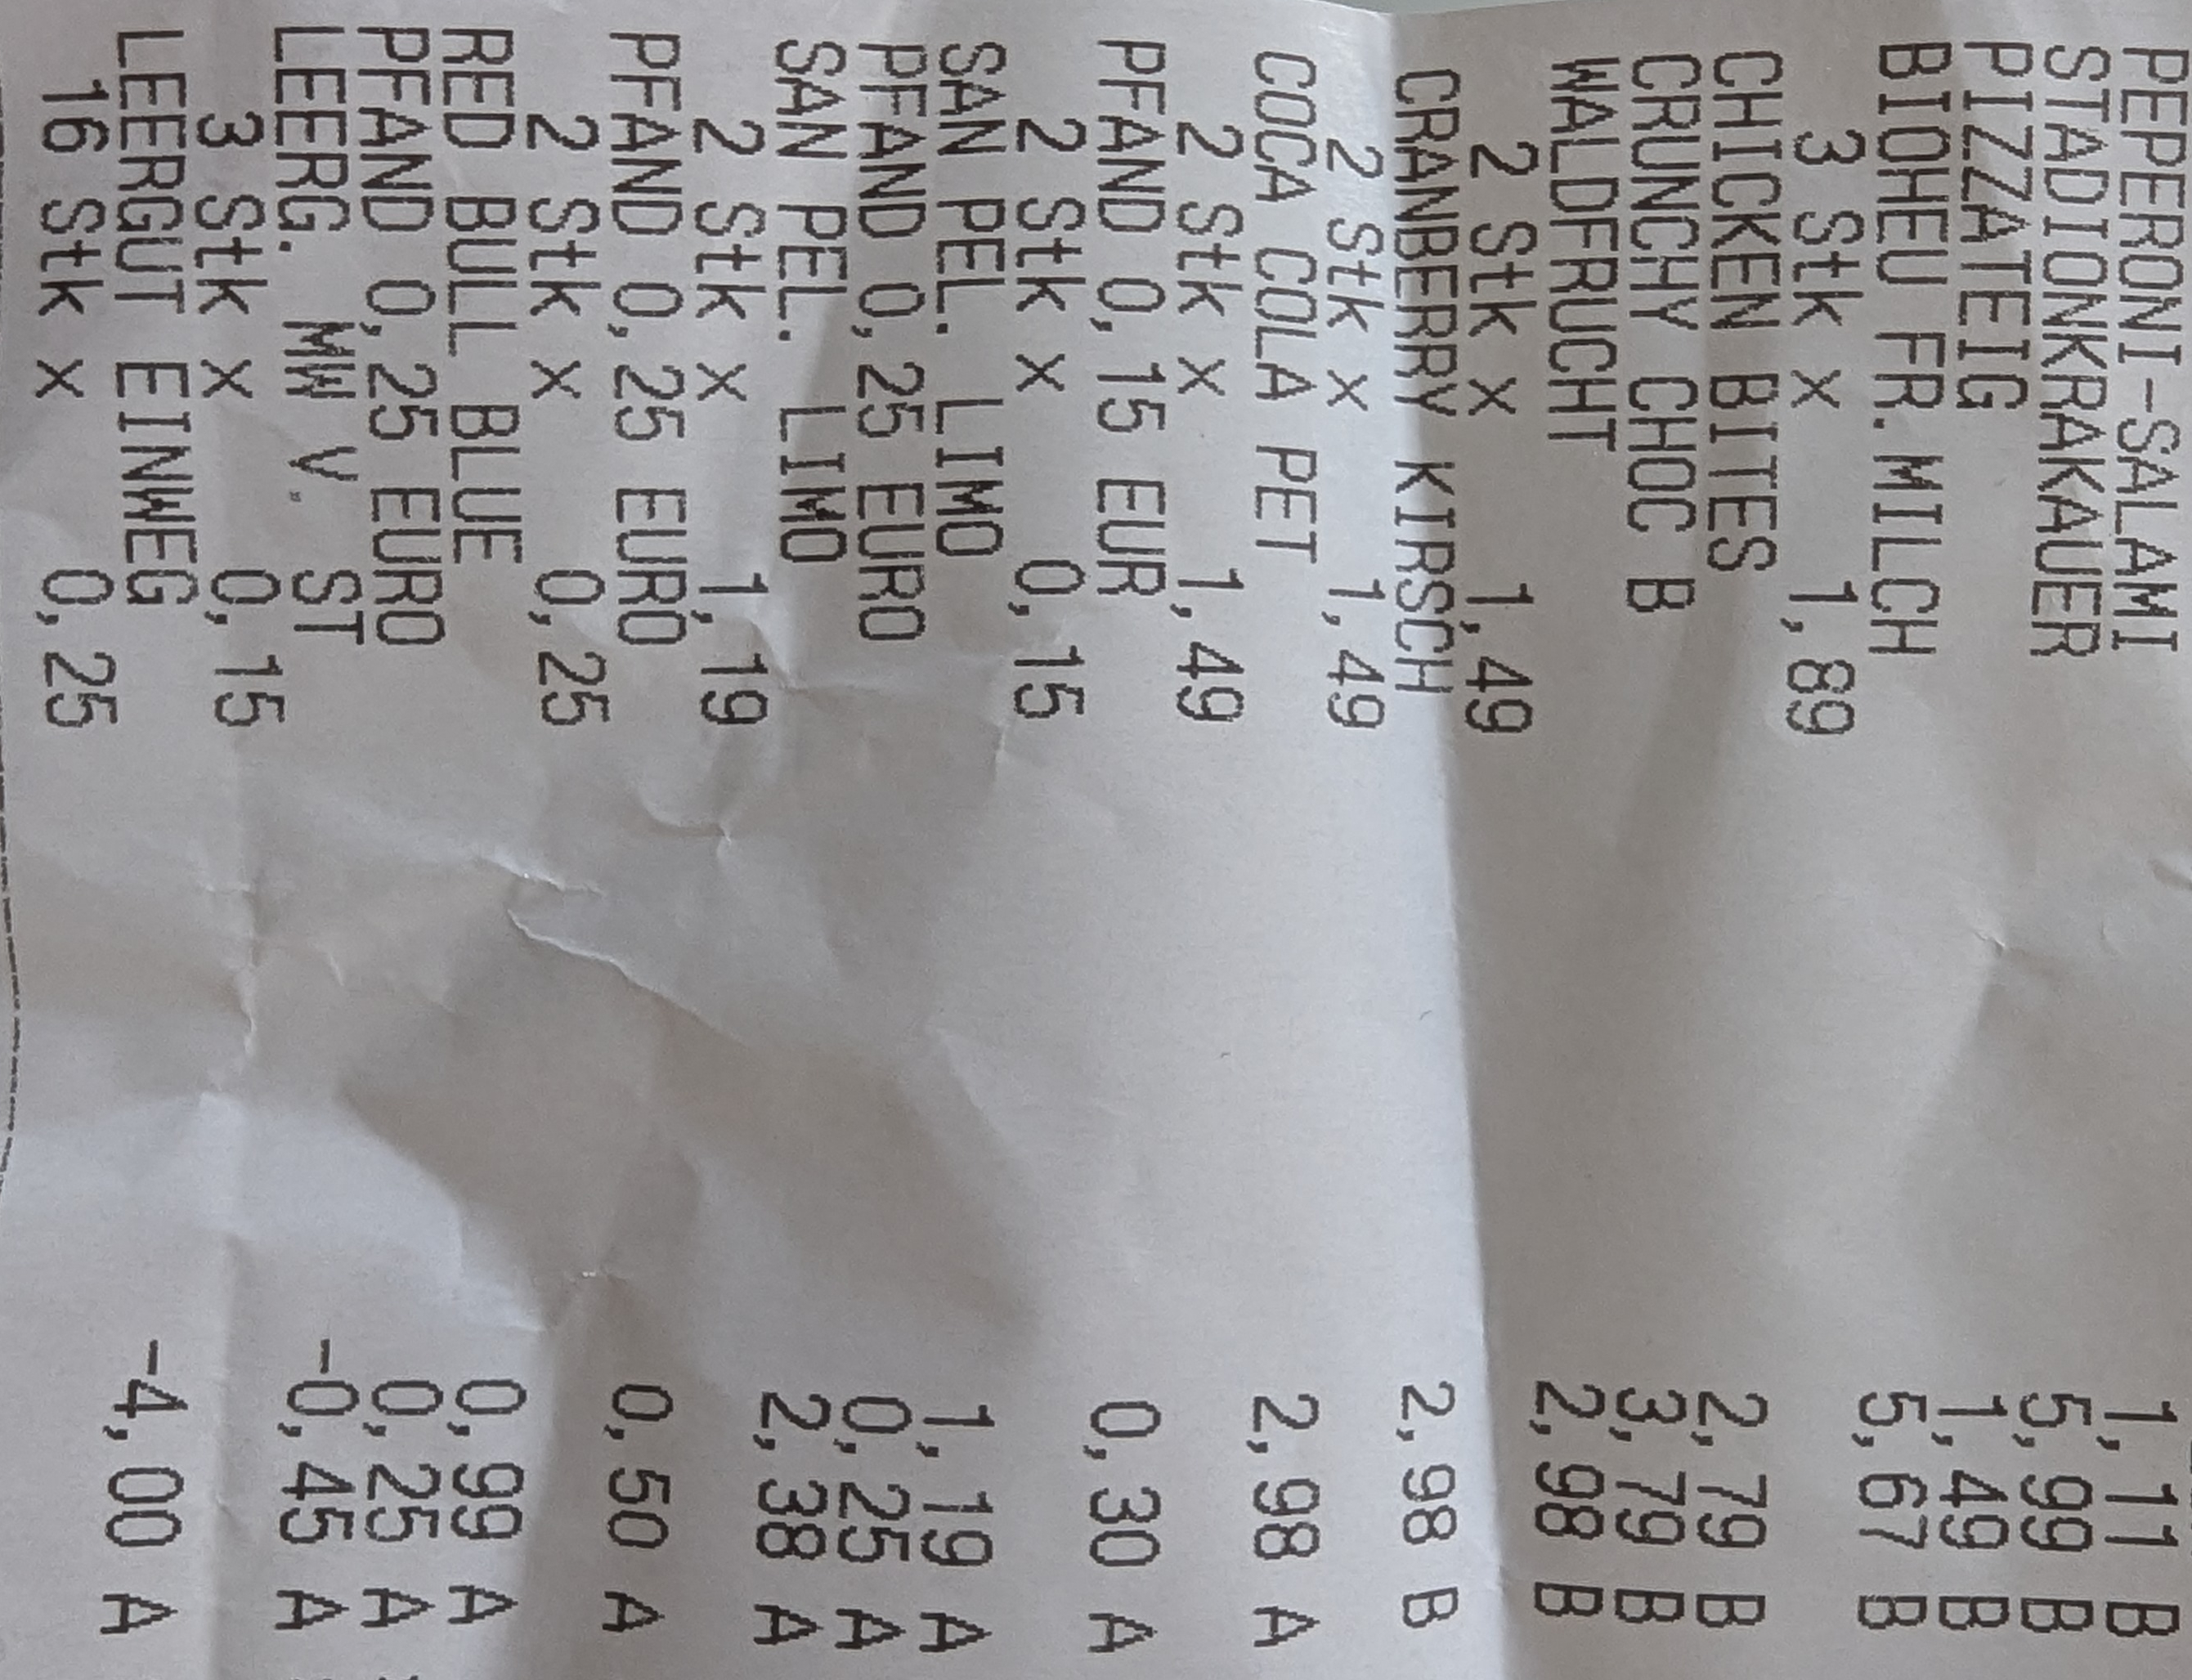 PEPERONI-SALAMI 1,11 B
STADIONKRAKAUER 5,99 B
PIZZATEIG 1,49 B
BIOHEU FR.MILCH 5,67 B
3 Stk x 1,89
CHICKEN BITES 2,79 B
CRUNCHY CHOC B 3,79 B
WALDFRUCHT 2,98 B
2 Stk x 1,49
CRANBERRY KIRSCH 2,98 B
2 Stk x 1,49
COCA COLA PET 2,98 A
2 Stk x 1,49
PFAND 0,15 EUR 0,30 A
2 Stk x 0,15
SAN PEL. LIMO 1,19 A
PFAND 0,25 EURO 0,25 A
SAN PEL. LIMO 2,38 A
2 Stk x 1,19
PFAND 0,25 EURO 0,50 A
2 Stk x 0,25
RED BULL BLUE 0,99 A
PFAND 0,25 EURO 0,25 A
LEERG. MW V. ST -0,45 A
3 Stk x 0,15
LEERGUT EINWEG -4,00 A
16 Stk x 0,25